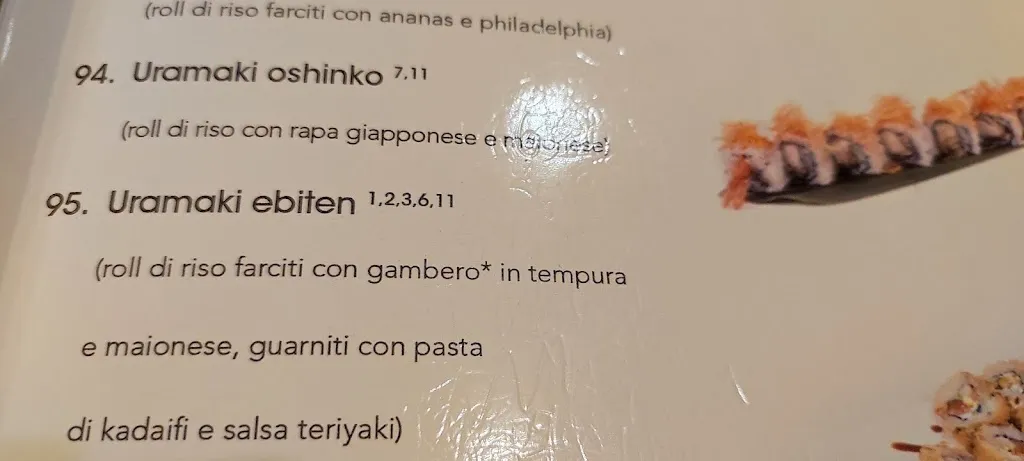 (roll di riso farciti con ananas e philadelphia)
94. Uramaki oshinko 7,11
(roll di riso con rapa giapponese e maionese)
95. Uramaki ebiten 1,2,3,6,11
(roll di riso farciti con gambero* in tempura
e maionese, guarniti con pasta
di kadaifi e salsa teriyaki)